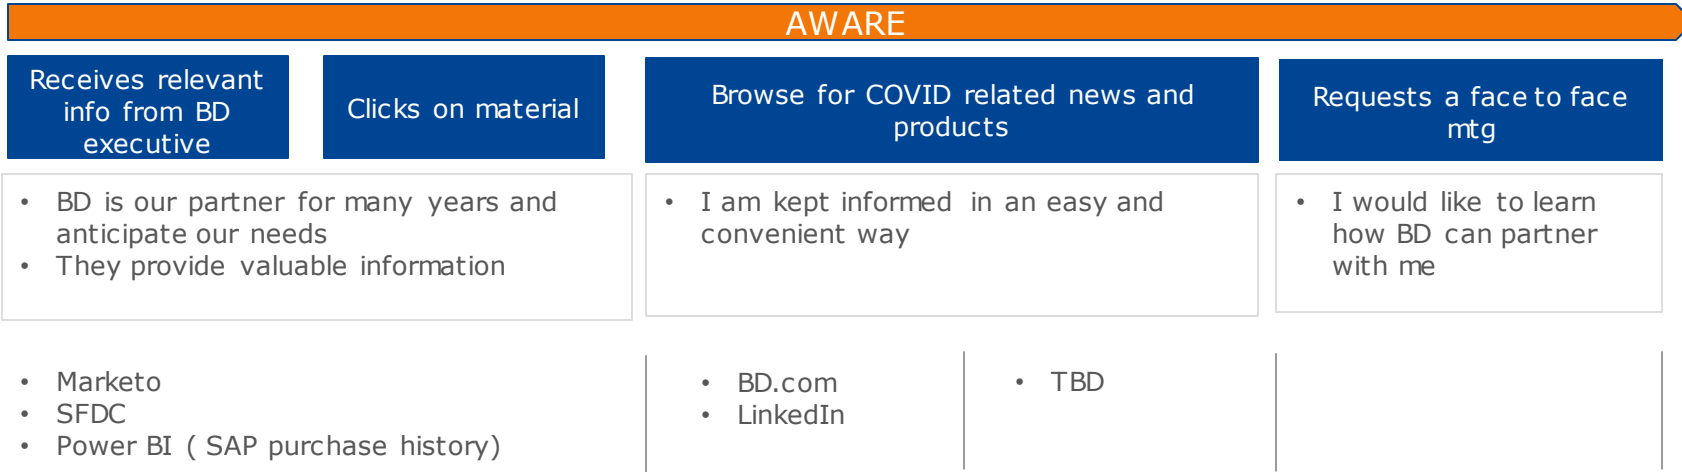 AWARE
Receives relevant
info from BD
executive
Clicks on material
Browse for COVID related news and
products
Requests a face to face
mtg
• BD is our partner for many years and
anticipate our needs
• They provide valuable information
• I am kept informed in an easy and
convenient way
• I would like to learn
how BD can partner
with me
• Marketo
• SFDC
• Power BI ( SAP purchase history)
• BD.com
• LinkedIn
• TBD